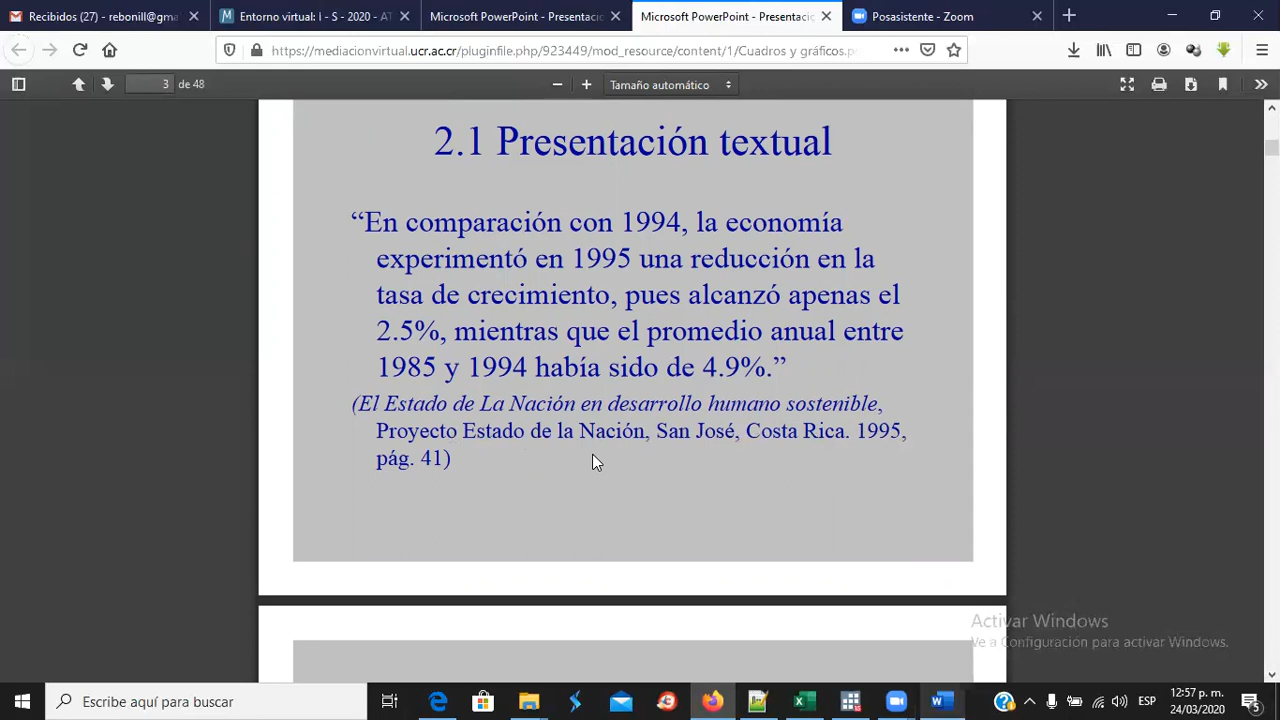 Recibidos (27) - rebonill@gma
Entorno virtual: I - S - 2020 - AT
Microsoft PowerPoint - Presentacio
Microsoft PowerPoint - Presentacio
Posasistente - Zoom
https://mediacionvirtual.ucr.ac.cr/pluginfile.php/923449/mod_resource/content/1/Cuadros y gráficos.p
3 de 48
Tamaño automático
2.1 Presentación textual
“En comparación con 1994, la economía
experimentó en 1995 una reducción en la
tasa de crecimiento, pues alcanzó apenas el
2.5%, mientras que el promedio anual entre
1985 y 1994 había sido de 4.9%.”
(El Estado de La Nación en desarrollo humano sostenible,
Proyecto Estado de la Nación, San José, Costa Rica. 1995,
pág. 41)
Activar Windows
Ve a Configuración para activar Windows.
Escribe aquí para buscar
ESP
12:57 p. m.
24/03/2020
5